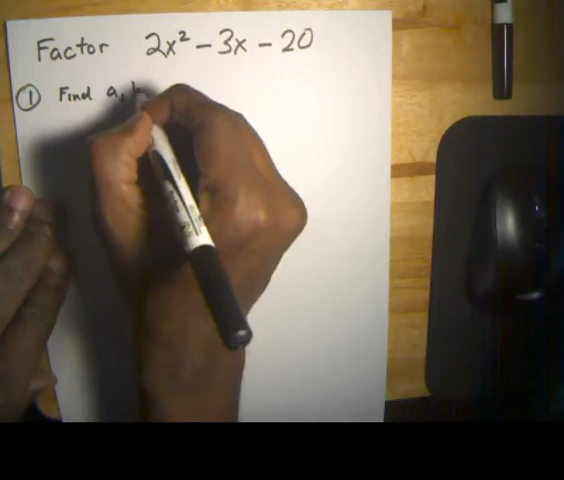 Factor 2x² - 3x - 20
① Find a,